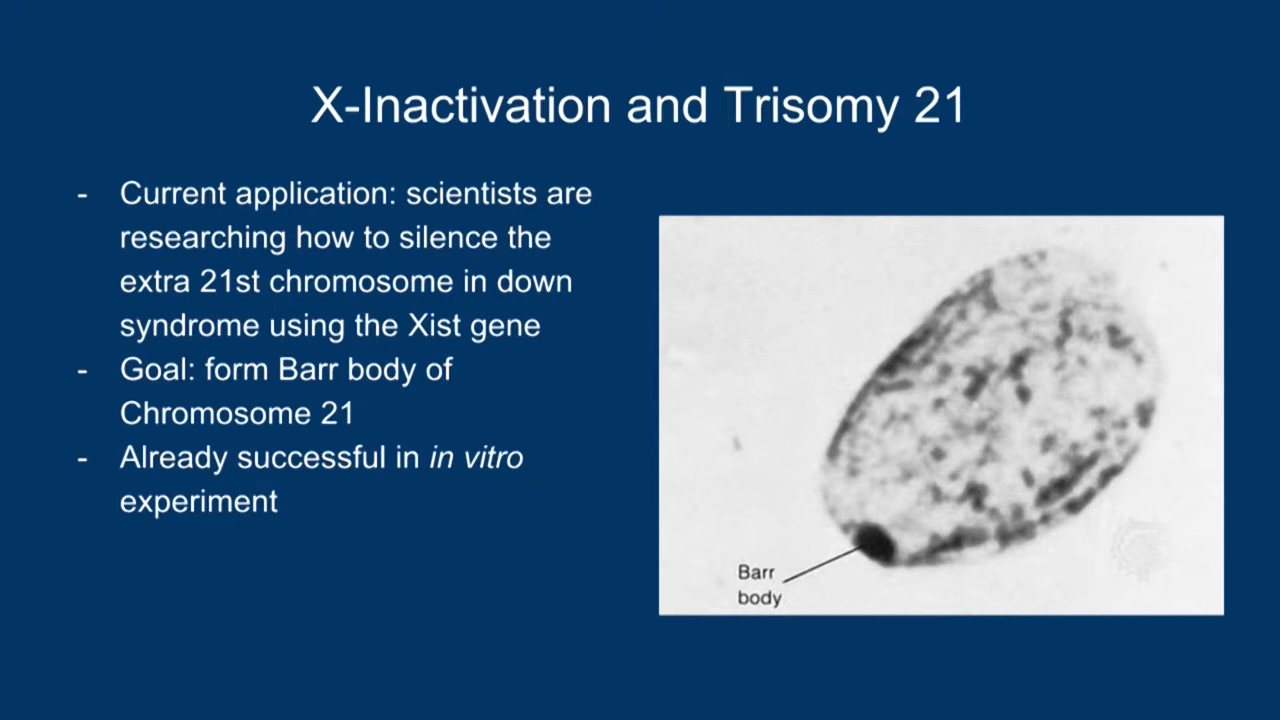 X-Inactivation and Trisomy 21
- Current application: scientists are
researching how to silence the
extra 21st chromosome in down
syndrome using the Xist gene
- Goal: form Barr body of
Chromosome 21
- Already successful in in vitro
experiment
Barr
body